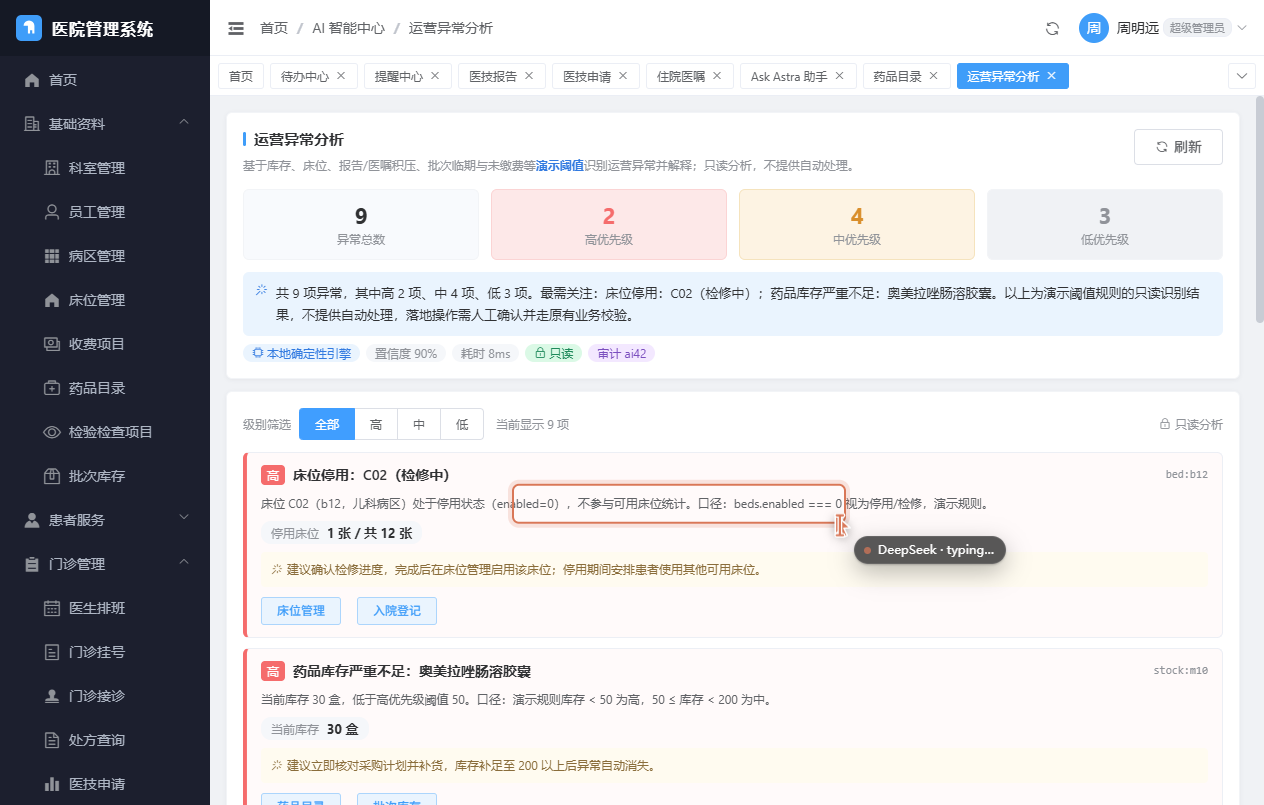 医院管理系统
首页 / AI 智能中心 / 运营异常分析
周 周明远 超级管理员
首页 待办中心 × 提醒中心 × 医技报告 × 医技申请 × 住院医嘱 × Ask Astra 助手 × 药品目录 × 运营异常分析 ×
首页
基础资料
科室管理
员工管理
病区管理
床位管理
收费项目
药品目录
检验检查项目
批次库存
患者服务
门诊管理
医生排班
门诊挂号
门诊接诊
处方查询
医技申请
运营异常分析
刷新
基于库存、床位、报告/医嘱积压、批次临期与未缴费等演示阈值识别运营异常并解释；只读分析，不提供自动处理。
9
异常总数
2
高优先级
4
中优先级
3
低优先级
共 9 项异常，其中高 2 项、中 4 项、低 3 项。最需关注：床位停用：C02（检修中）；药品库存严重不足：奥美拉唑肠溶胶囊。以上为演示阈值规则的只读识别结
果，不提供自动处理，落地操作需人工确认并走原有业务校验。
本地确定性引擎 置信度 90% 耗时 8ms 只读 审计 ai42
级别筛选 全部 高 中 低 当前显示 9 项 只读分析
高 床位停用：C02（检修中） bed:b12
床位 C02（b12，儿科病区）处于停用状态（enabled=0），不参与可用床位统计。口径：beds.enabled === 0 视为停用/检修，演示规则。
停用床位 1 张 / 共 12 张
DeepSeek · typing...
建议确认检修进度，完成后在床位管理启用该床位；停用期间安排患者使用其他可用床位。
床位管理 入院登记
高 药品库存严重不足：奥美拉唑肠溶胶囊 stock:m10
当前库存 30 盒，低于高优先级阈值 50。口径：演示规则库存 < 50 为高，50 ≤ 库存 < 200 为中。
当前库存 30 盒
建议立即核对采购计划并补货，库存补足至 200 以上后异常自动消失。
药品目录 批次库存